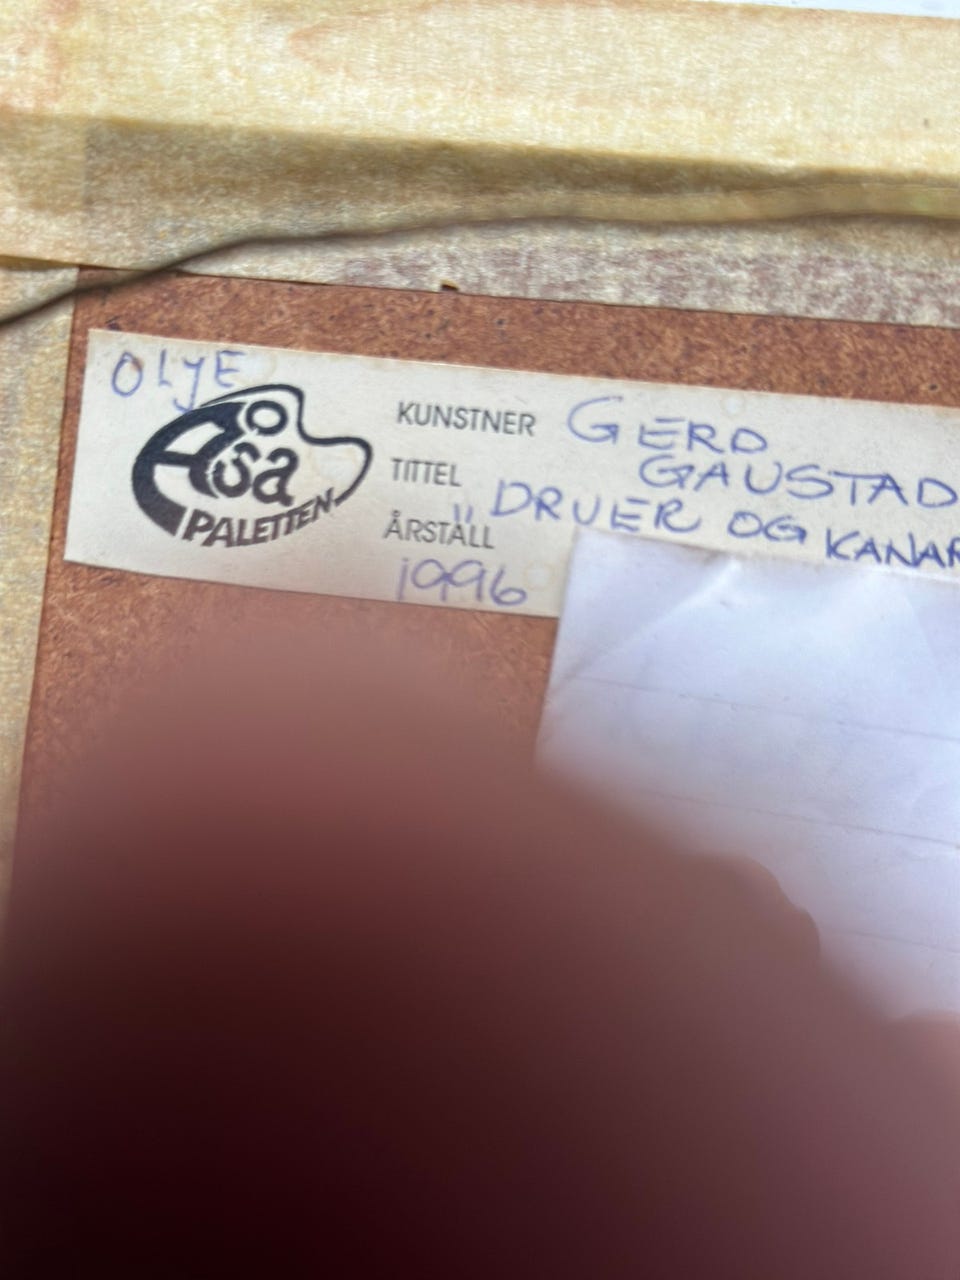 OLJE
Åsa
PALETTEN
KUNSTNER GERD
GAUSTAD
TITTEL "DRUER OG KANAR
ÅRSTALL
1996